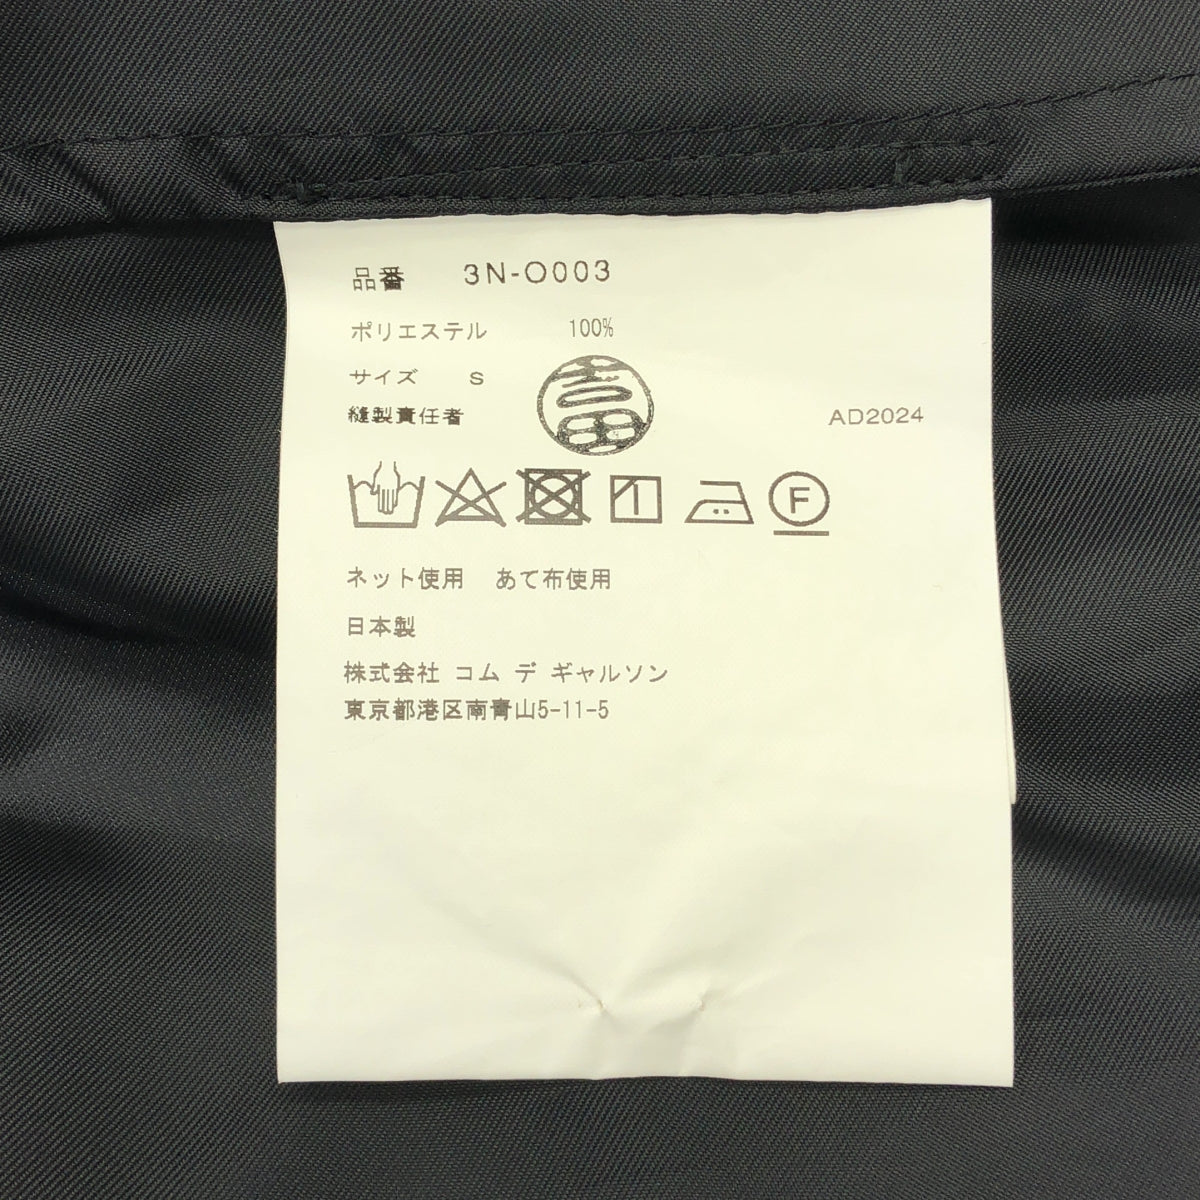 品番 3N-O003
ポリエステル 100%
サイズ S
縫製責任者 吉田 AD2024
F
ネット使用 あて布使用
日本製
株式会社 コム デ ギャルソン
東京都港区南青山5-11-5